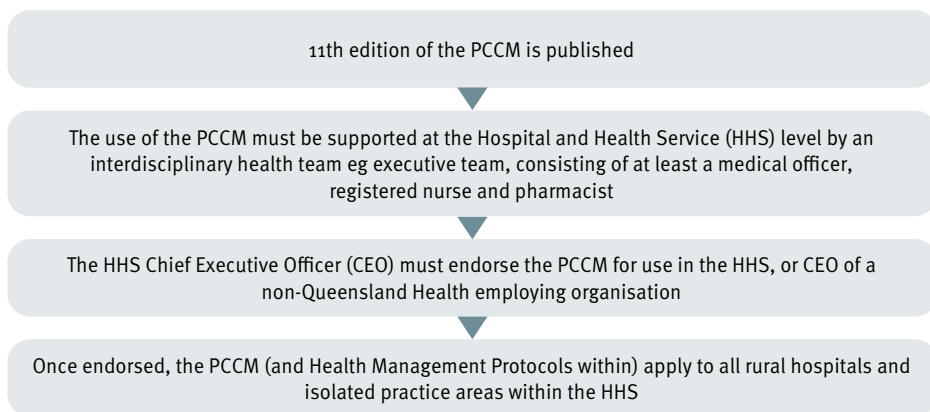 11th edition of the PCCM is published
The use of the PCCM must be supported at the Hospital and Health Service (HHS) level by an
interdisciplinary health team eg executive team, consisting of at least a medical officer,
registered nurse and pharmacist
The HHS Chief Executive Officer (CEO) must endorse the PCCM for use in the HHS, or CEO of a
non-Queensland Health employing organisation
Once endorsed, the PCCM (and Health Management Protocols within) apply to all rural hospitals and
isolated practice areas within the HHS